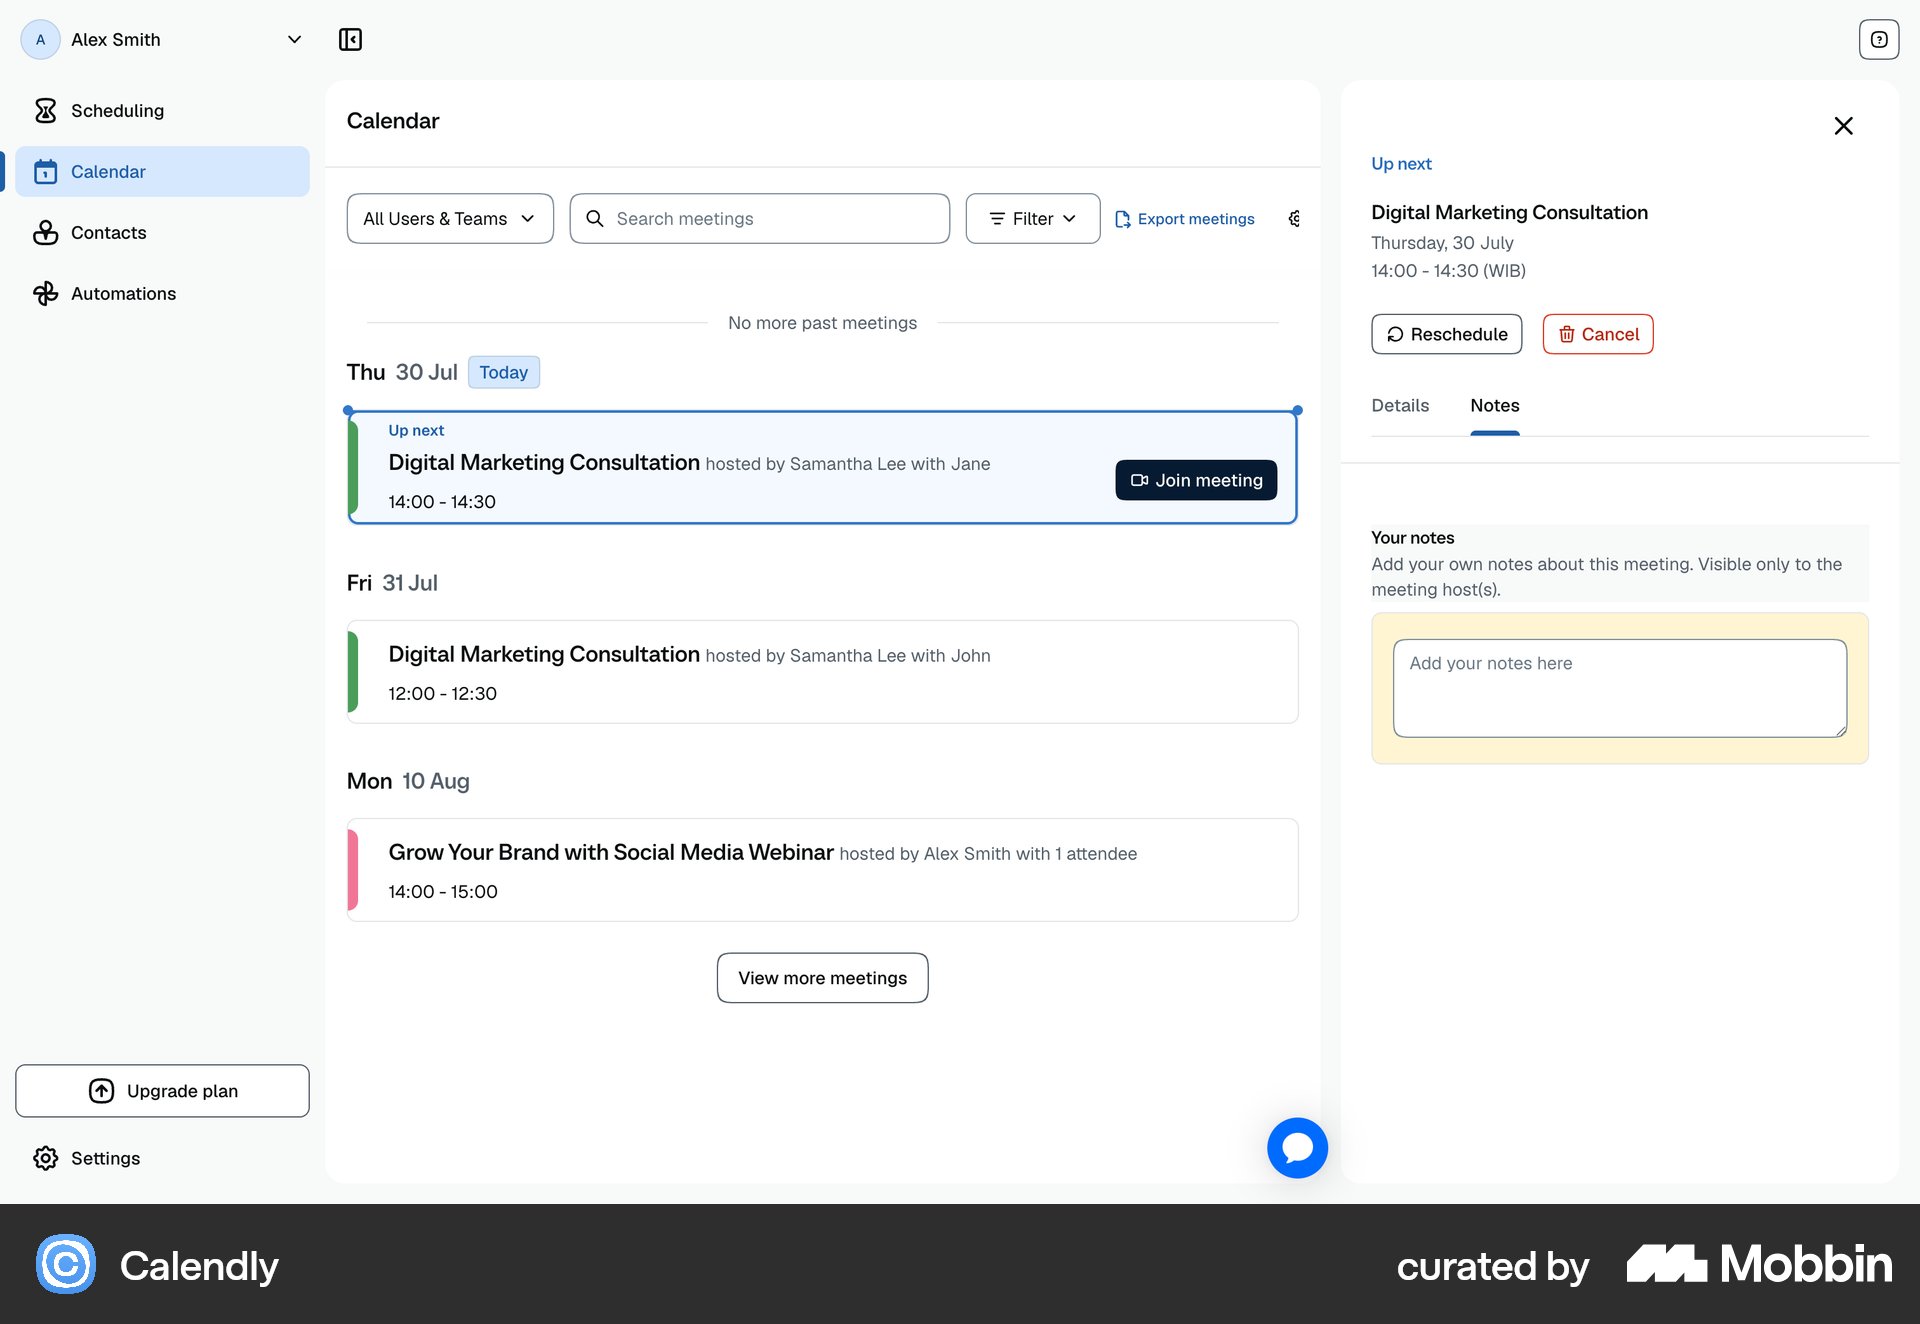 A Alex Smith
Scheduling
Calendar
Contacts
Automations
Upgrade plan
Settings
Calendar
All Users & Teams
Search meetings
Filter
Export meetings
No more past meetings
Thu 30 Jul Today
Up next
Digital Marketing Consultation hosted by Samantha Lee with Jane
14:00 - 14:30
Join meeting
Fri 31 Jul
Digital Marketing Consultation hosted by Samantha Lee with John
12:00 - 12:30
Mon 10 Aug
Grow Your Brand with Social Media Webinar hosted by Alex Smith with 1 attendee
14:00 - 15:00
View more meetings
Up next
Digital Marketing Consultation
Thursday, 30 July
14:00 - 14:30 (WIB)
Reschedule
Cancel
Details
Notes
Your notes
Add your own notes about this meeting. Visible only to the
meeting host(s).
Add your notes here
Calendly
curated by Mobbin